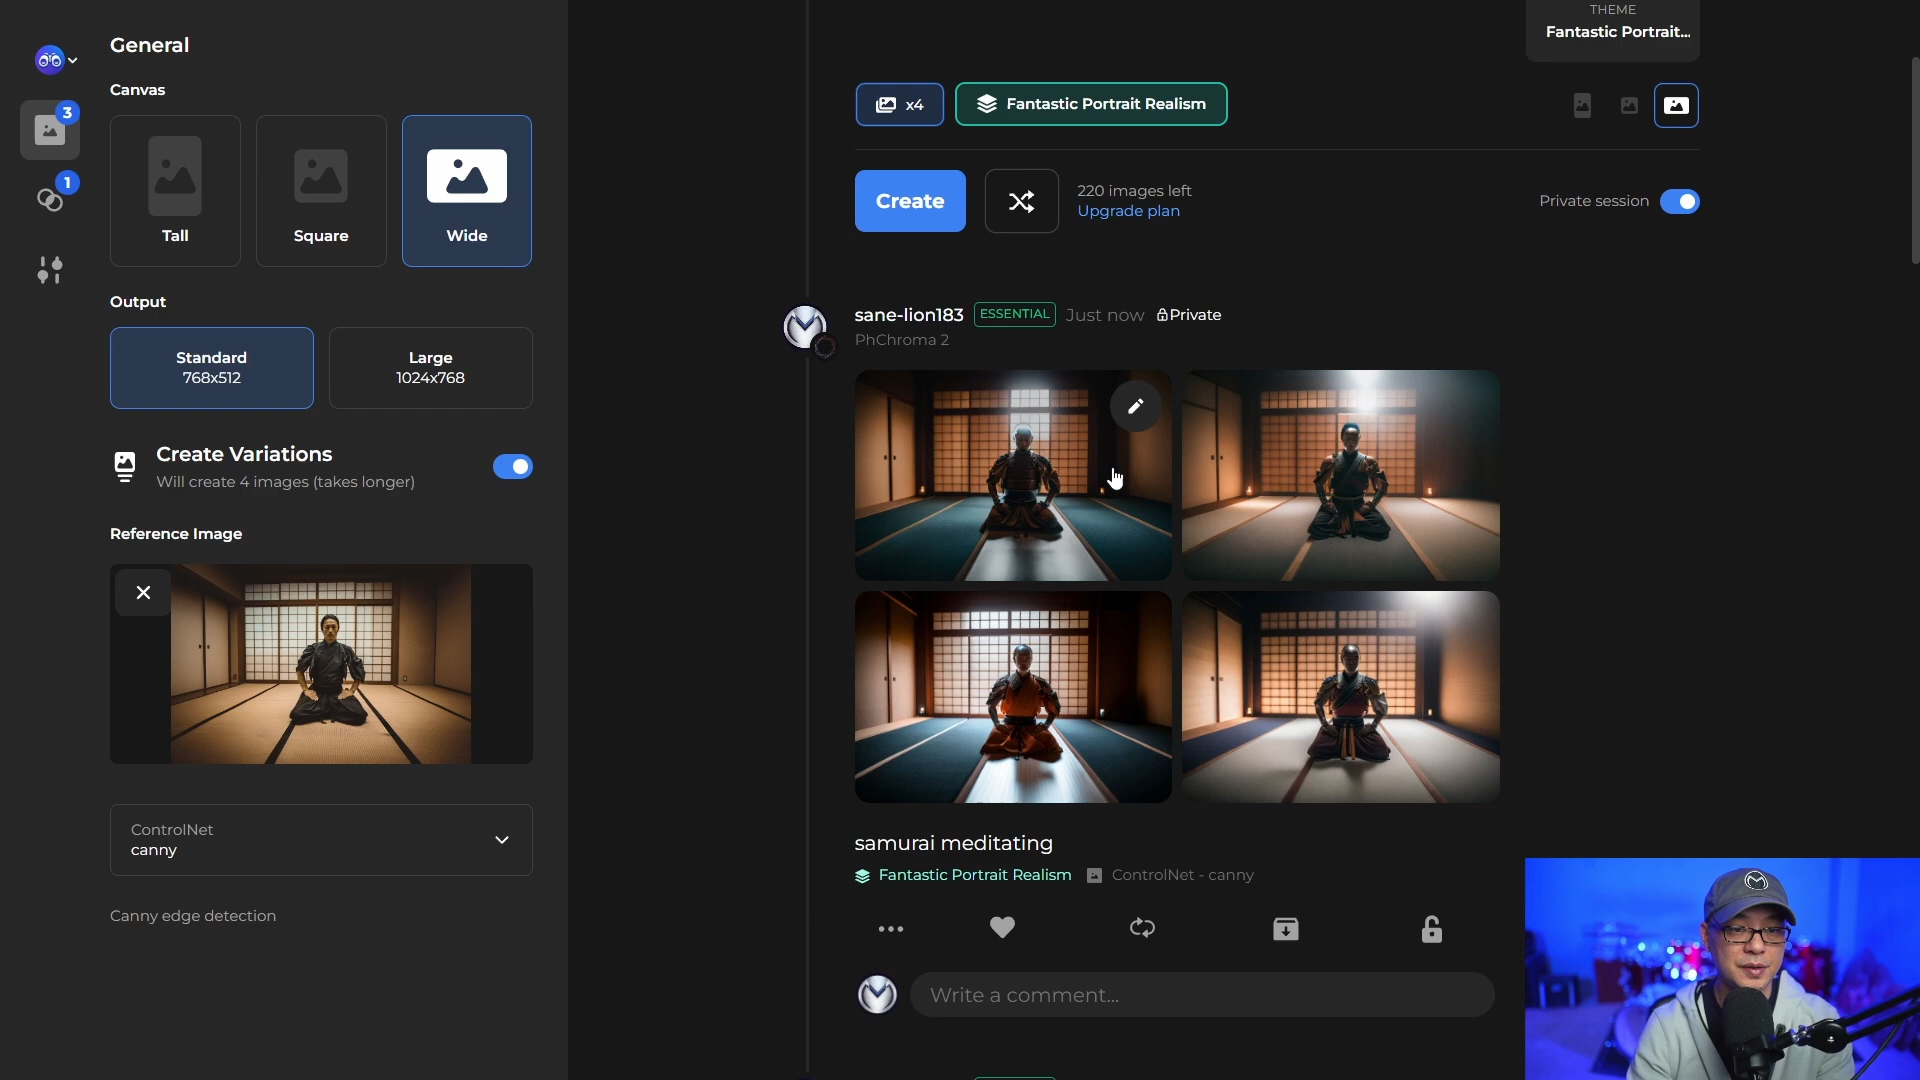 General
Canvas
Tall
Square
Wide
Output
Standard
768x512
Large
1024x768
Create Variations
Will create 4 images (takes longer)
Reference Image
ControlNet
canny
Canny edge detection
3
1
THEME
Fantastic Portrait...
x4
Fantastic Portrait Realism
Create
220 images left
Upgrade plan
Private session
sane-lion183
ESSENTIAL
Just now
Private
PhChroma 2
samurai meditating
Fantastic Portrait Realism
ControlNet - canny
Write a comment...